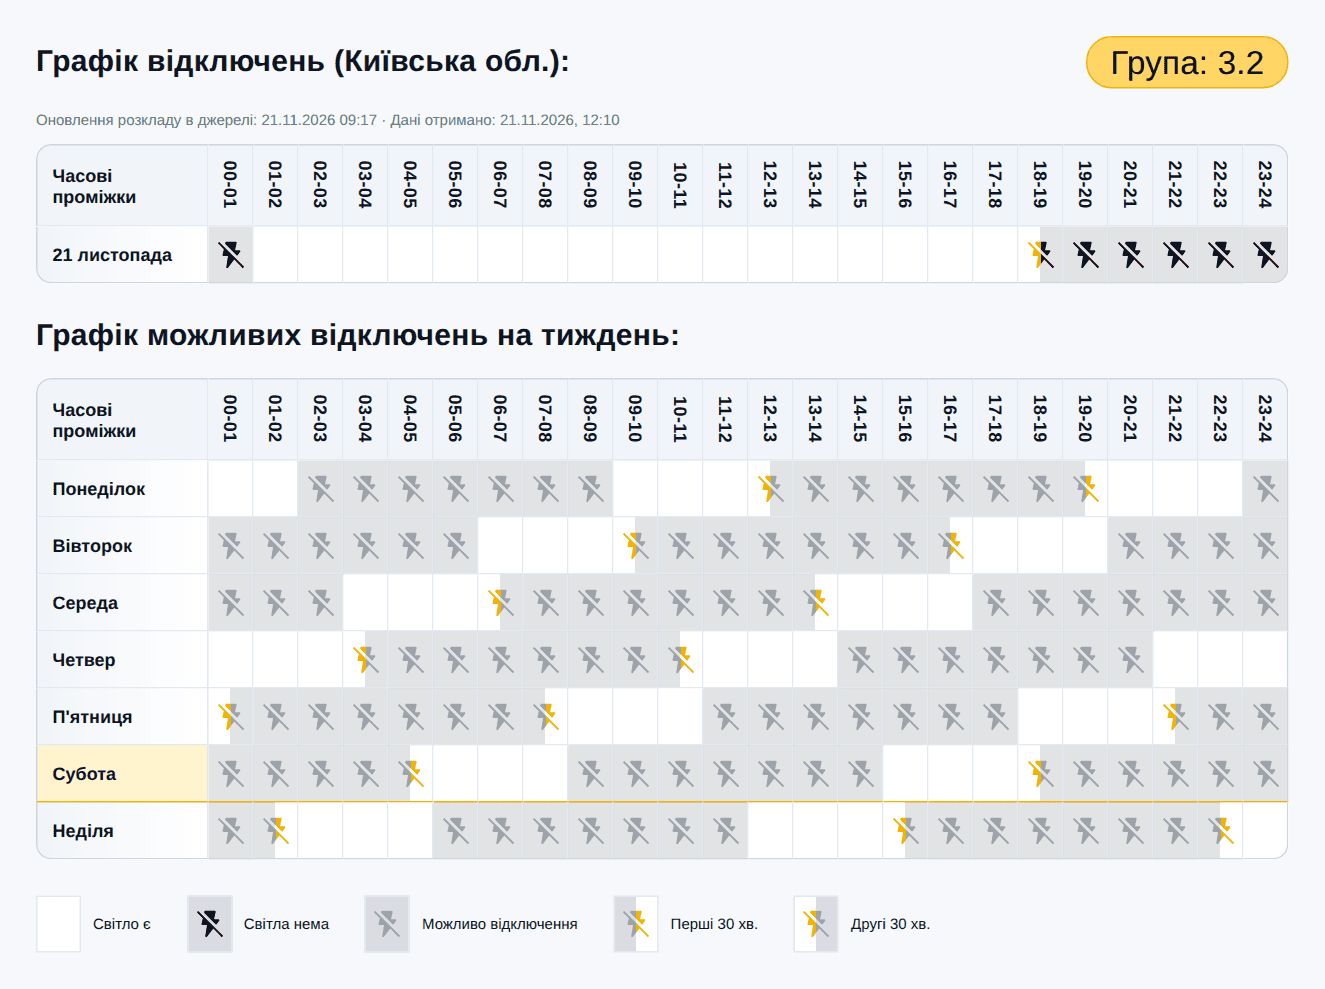 Графік відключень (Київська обл.):
Група: 3.2
Оновлення розкладу в джерелі: 21.11.2026 09:17 · Дані отримано: 21.11.2026, 12:10
Часові проміжки 00-01 01-02 02-03 03-04 04-05 05-06 06-07 07-08 08-09 09-10 10-11 11-12 12-13 13-14 14-15 15-16 16-17 17-18 18-19 19-20 20-21 21-22 22-23 23-24
21 листопада
Графік можливих відключень на тиждень:
Часові проміжки 00-01 01-02 02-03 03-04 04-05 05-06 06-07 07-08 08-09 09-10 10-11 11-12 12-13 13-14 14-15 15-16 16-17 17-18 18-19 19-20 20-21 21-22 22-23 23-24
Понеділок
Вівторок
Середа
Четвер
П'ятниця
Субота
Неділя
Світло є Світла нема Можливо відключення Перші 30 хв. Другі 30 хв.